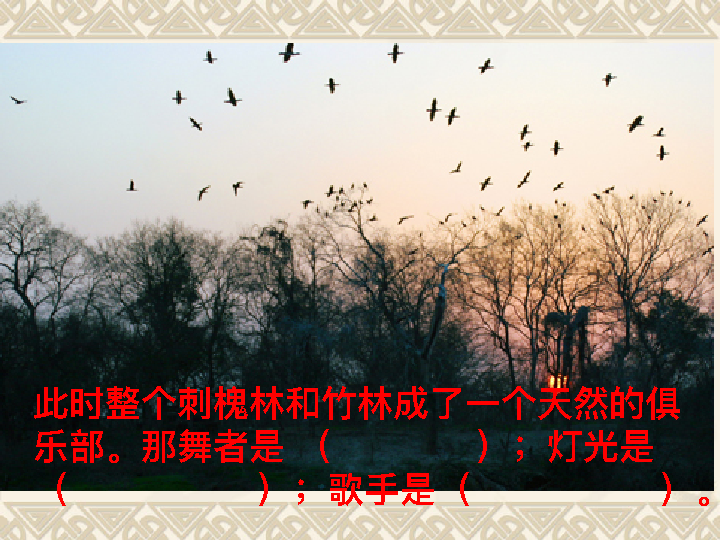 此时整个刺槐林和竹林成了一个天然的俱
乐部。那舞者是 （　　　　）；灯光是
（　　　　　）；歌手是（　　　　　）。